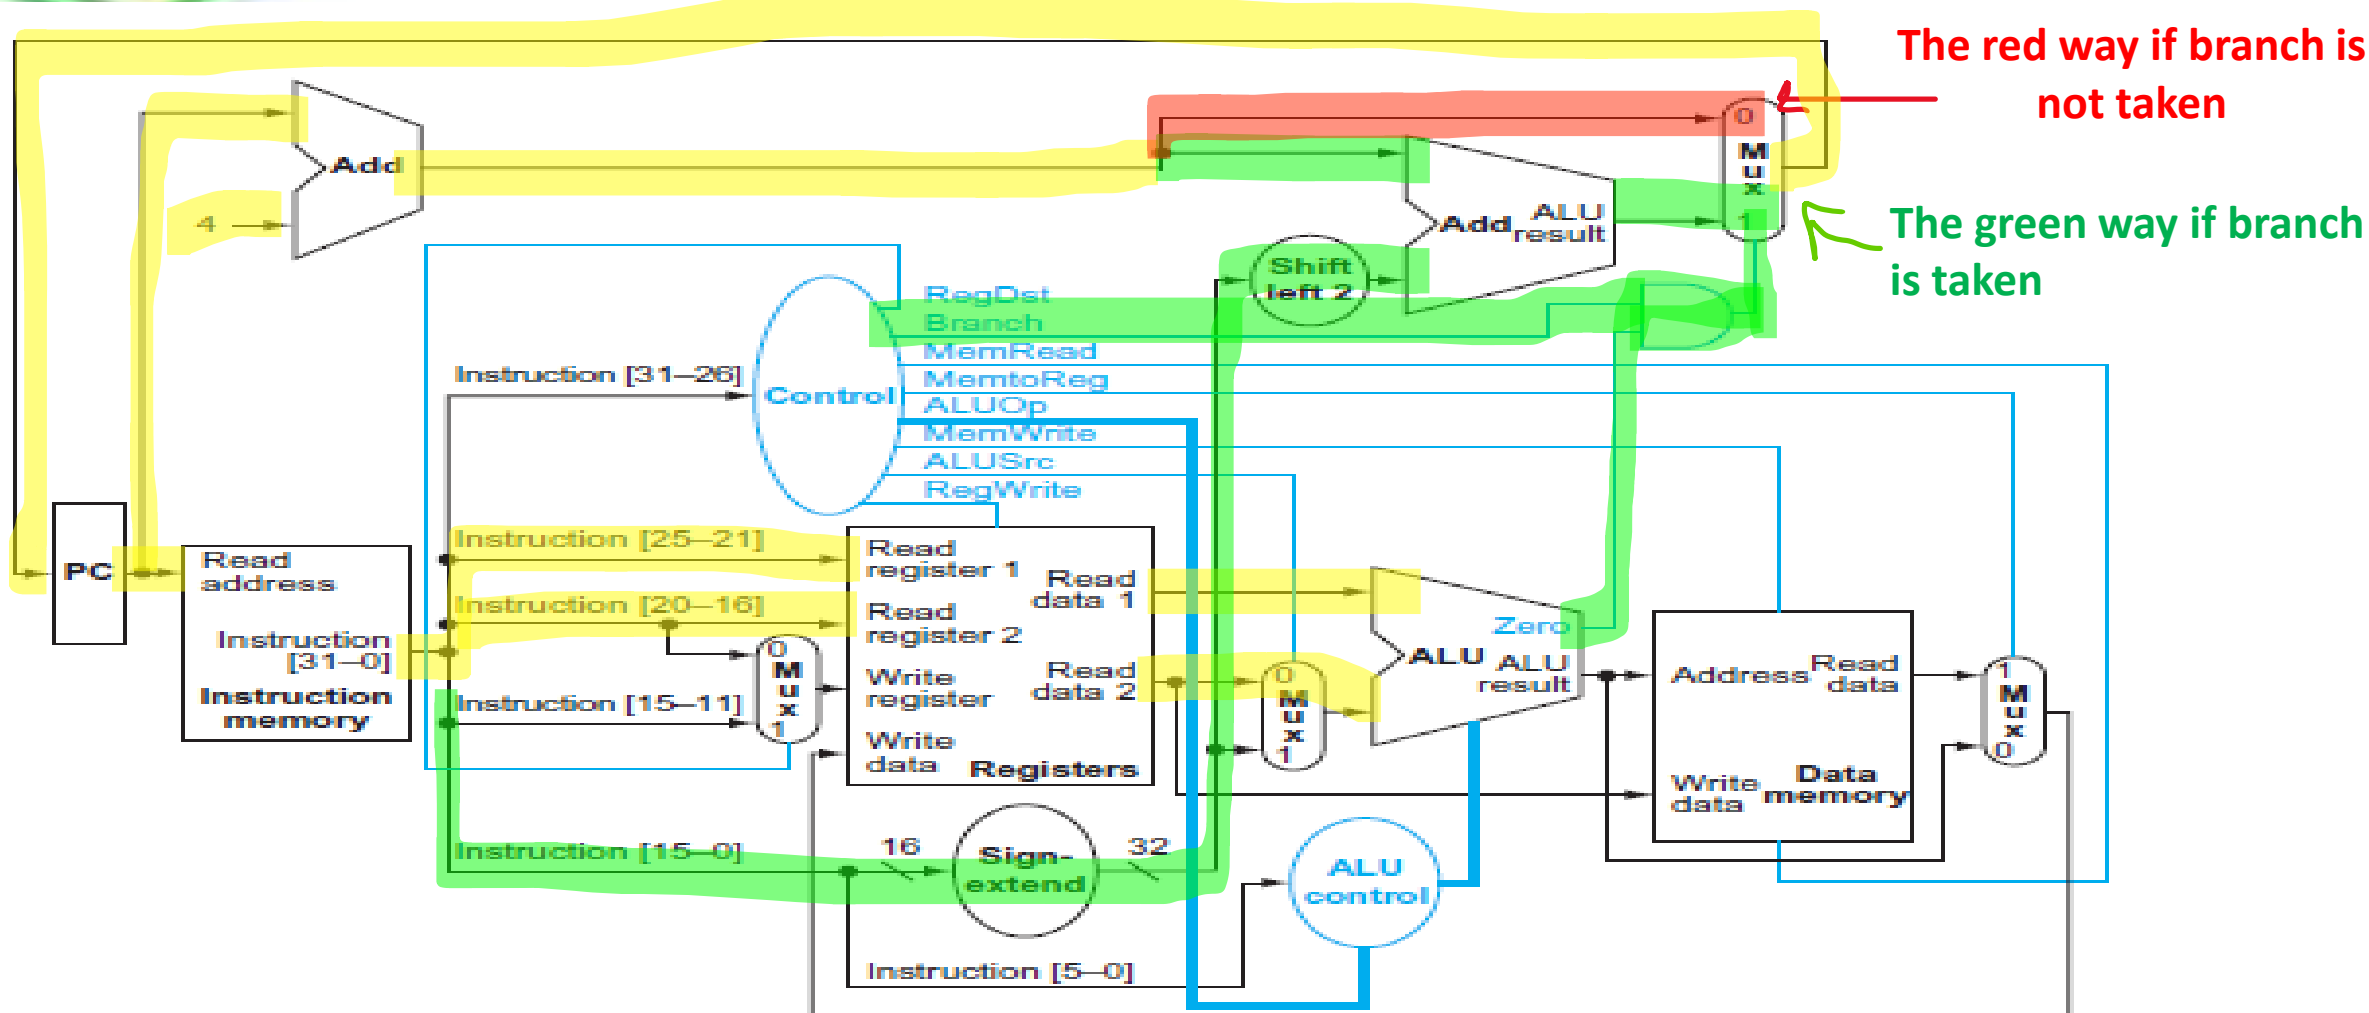 The red way if branch is
not taken
0
M
u
x
1
Add
4
Add
ALU
result
The green way if branch
is taken
Shift
left 2
RegDst
Branch
MemRead
MemtoReg
ALUOp
MemWrite
ALUSrc
RegWrite
Instruction [31–26]
Control
Instruction [25–21]
Read
register 1
Read
data 1
PC
Read
address
Instruction [20–16]
Read
register 2
Instruction
[31–0]
Instruction
memory
0
M
u
x
1
Instruction [15–11]
Write
register
Read
data 2
Write
data
Registers
0
M
u
x
1
Zero
ALU
ALU
result
Address
Read
data
Write
data
Data
memory
1
M
u
x
0
Instruction [15–0]
16
Sign-
extend
32
ALU
control
Instruction [5–0]